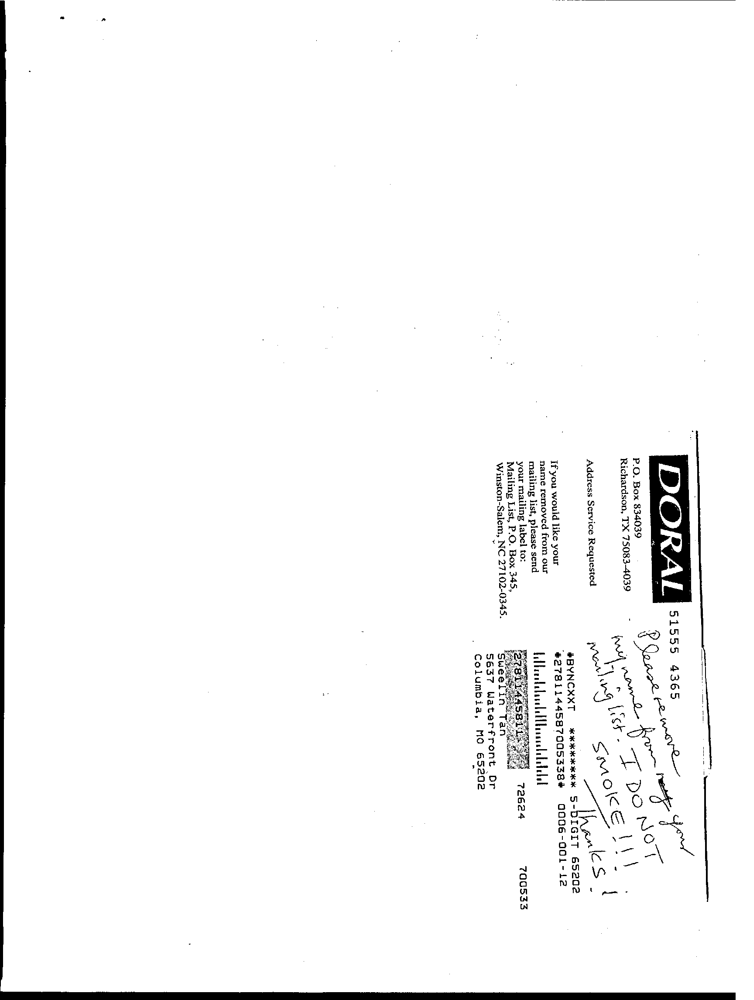 DORAL
P.O. Box 834039
Richardson, TX 75083-4039
Address Service Requested
If you would like your
name removed from our
mailing list, please send
your mailing label to:
Mailing List, P.O. Box 345,
Winston-Salem, NC 27102-0345.
51555 4365
Please remove
my name from your
mailing list. I DO NOT
SMOKE!!!
Thanks!
*BYNCXXT ******** 5-DIGIT 65202
*2781144587005338* 0006-001-12
27811445811 72624 700533
Sweelin Tan
5637 Waterfront Dr
Columbia, MO 65202